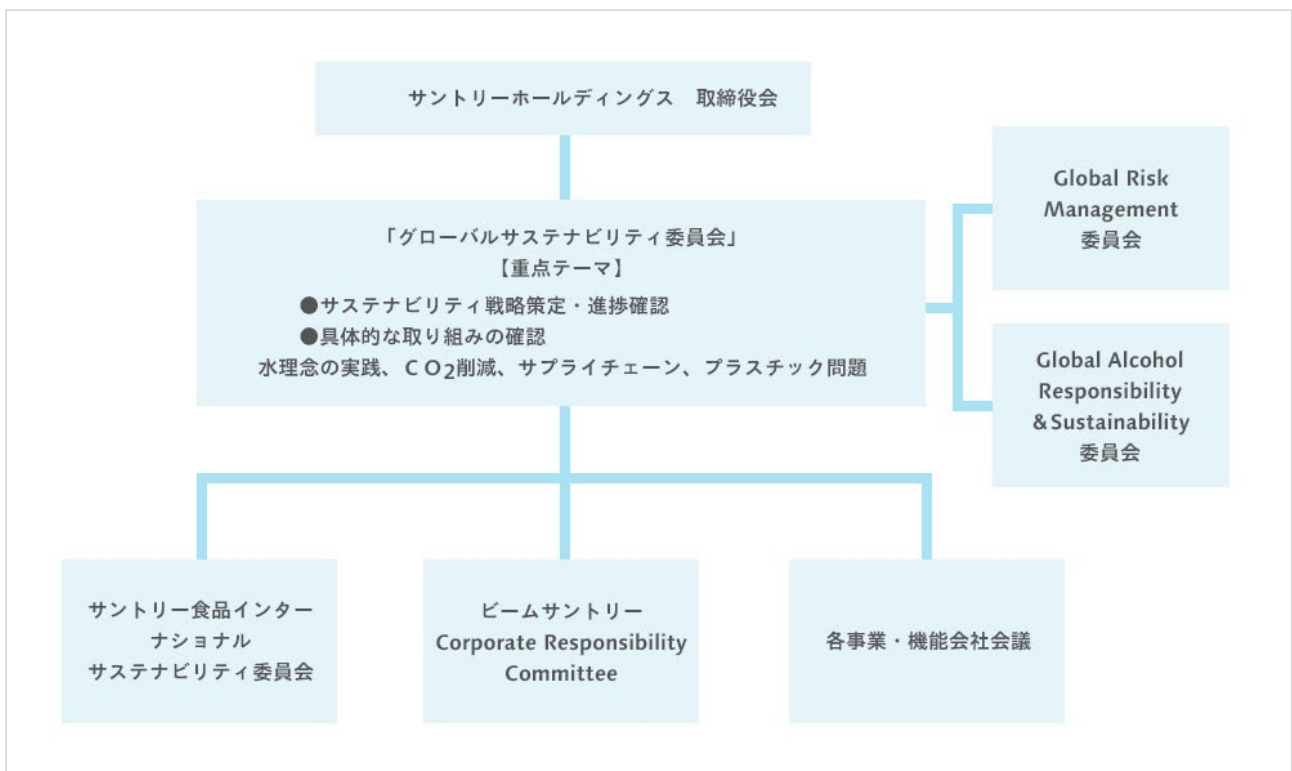 サントリーホールディングス　取締役会
「グローバルサステナビリティ委員会」
【重点テーマ】
●サステナビリティ戦略策定・進捗確認
●具体的な取り組みの確認
水理念の実践、ＣＯ2削減、サプライチェーン、プラスチック問題
Global Risk
Management
委員会
Global Alcohol
Responsibility
&Sustainability
委員会
サントリー食品インター
ナショナル
サステナビリティ委員会
ビームサントリー
Corporate Responsibility
Committee
各事業・機能会社会議